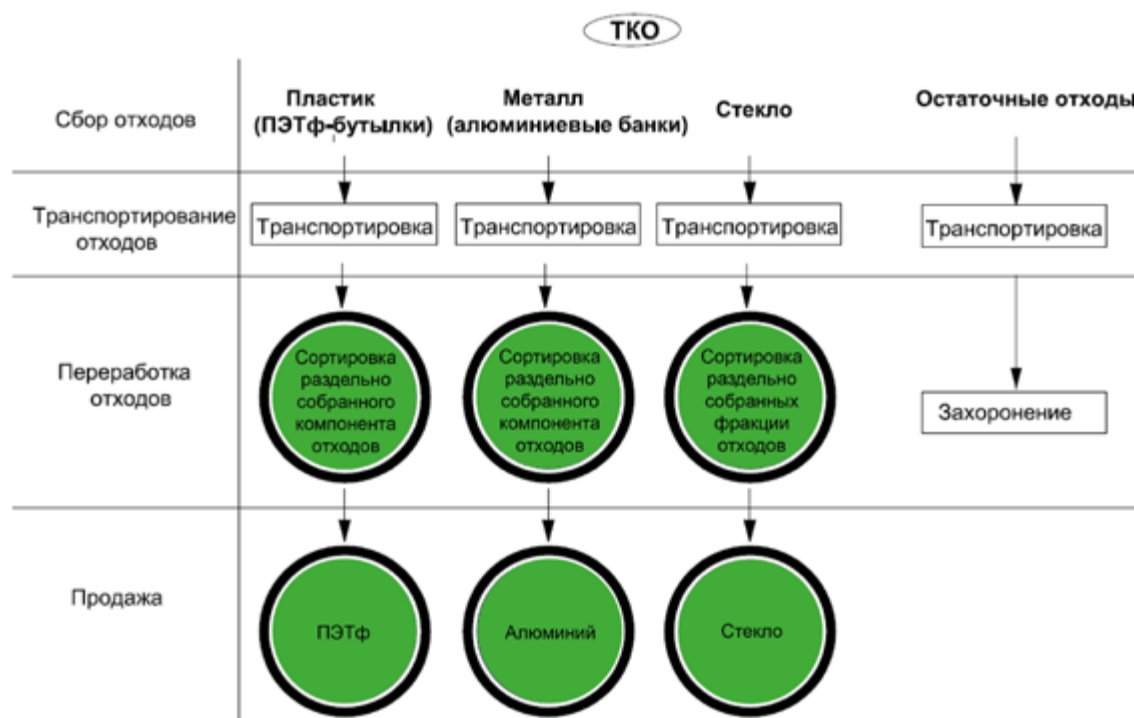 ТКО
Сбор отходов
Пластик
(ПЭТф-бутылки)
Металл
(алюминиевые банки)
Стекло
Остаточные отходы
Транспортирование
отходов
Транспортировка
Транспортировка
Транспортировка
Транспортировка
Переработка
отходов
Сортировка
раздельно
собранного
компонента
отходов
Сортировка
раздельно
собранного
компонента
отходов
Сортировка
раздельно
собранных
фракции
отходов
Захоронение
Продажа
ПЭТф
Алюминий
Стекло